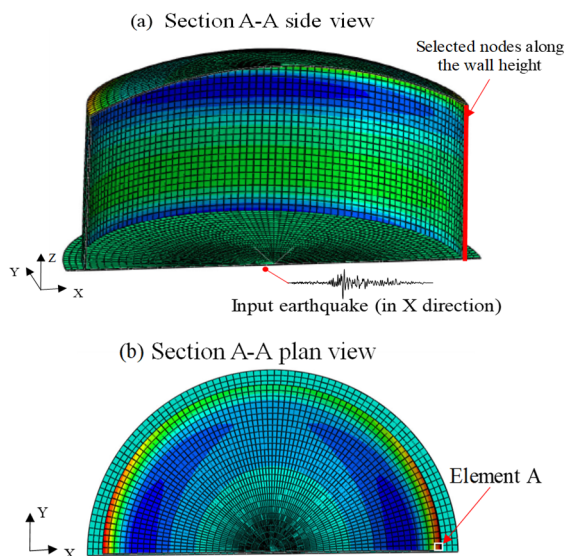 (a) Section A-A side view
Selected nodes along
the wall height
Z
Y
X
Input earthquake (in X direction)
(b) Section A-A plan view
Element A
Y
X